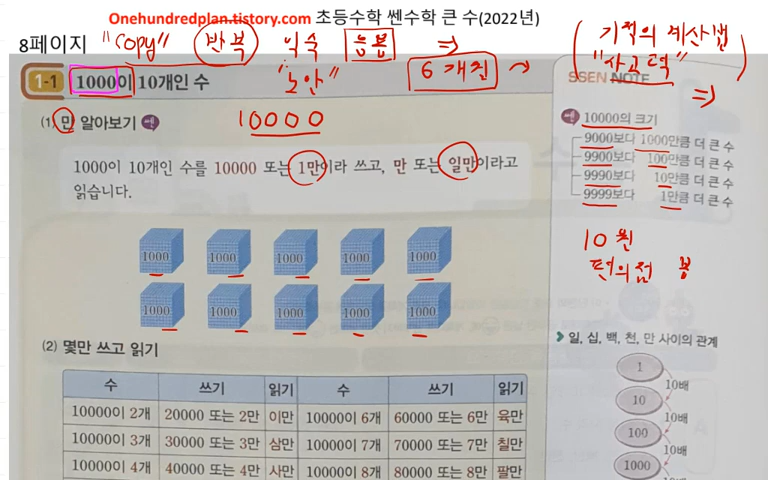 Onehundredplan.tistory.com 초등수학 쎈수학 큰 수(2022년)
8페이지 "Copy" 반복 익숙 듬뿍 ⇒
"노안" 6개권 → (기적의 계산법
"사고력") ⇒
1-1 1000이 10개인 수
SSEN NOTE
(1) 만 알아보기
10000
1000이 10개인 수를 10000 또는 1만이라 쓰고, 만 또는 일만이라고
읽습니다.
1000 1000 1000 1000 1000
1000 1000 1000 1000 1000
(2) 몇만 쓰고 읽기
수 쓰기 읽기 수 쓰기 읽기
10000이 2개 20000 또는 2만 이만 10000이 6개 60000 또는 6만 육만
10000이 3개 30000 또는 3만 삼만 10000이 7개 70000 또는 7만 칠만
10000이 4개 40000 또는 4만 사만 10000이 8개 80000 또는 8만 팔만
10000의 크기
9000보다 1000만큼 더 큰 수
9900보다 100만큼 더 큰 수
9990보다 10만큼 더 큰 수
9999보다 1만큼 더 큰 수
10원
일, 십, 백, 천, 만 사이의 관계
1
10배
10
10배
100
10배
1000
10배